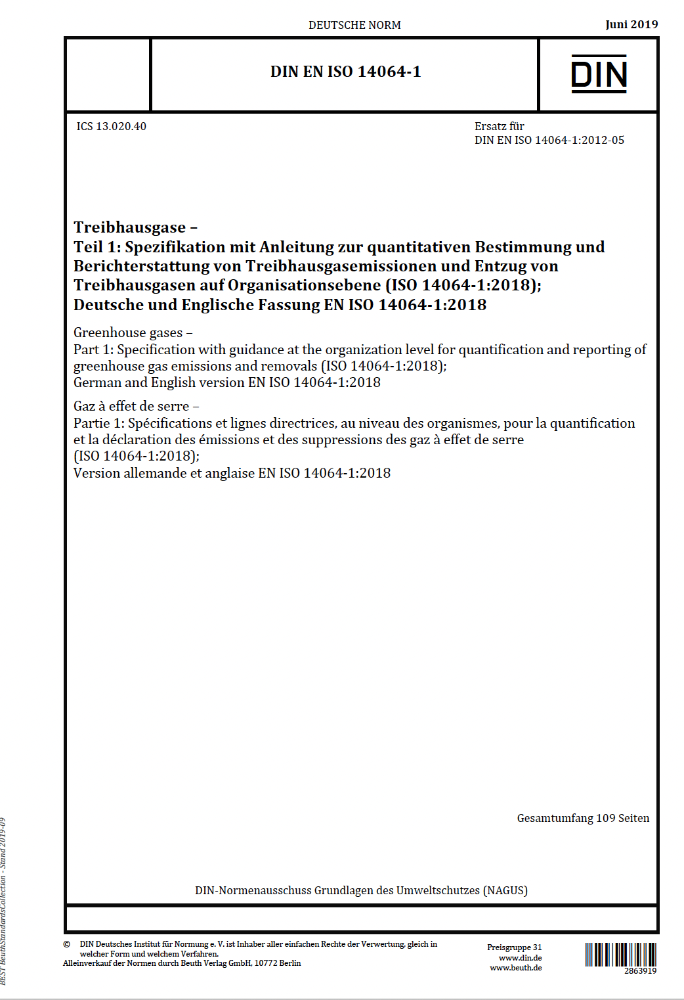 DEUTSCHE NORM
Juni 2019
DIN EN ISO 14064-1
DIN
ICS 13.020.40
Ersatz für
DIN EN ISO 14064-1:2012-05
Treibhausgase –
Teil 1: Spezifikation mit Anleitung zur quantitativen Bestimmung und
Berichterstattung von Treibhausgasemissionen und Entzug von
Treibhausgasen auf Organisationsebene (ISO 14064-1:2018);
Deutsche und Englische Fassung EN ISO 14064-1:2018
Greenhouse gases –
Part 1: Specification with guidance at the organization level for quantification and reporting of
greenhouse gas emissions and removals (ISO 14064-1:2018);
German and English version EN ISO 14064-1:2018
Gaz à effet de serre –
Partie 1: Spécifications et lignes directrices, au niveau des organismes, pour la quantification
et la déclaration des émissions et des suppressions des gaz à effet de serre
(ISO 14064-1:2018);
Version allemande et anglaise EN ISO 14064-1:2018
Gesamtumfang 109 Seiten
DIN-Normenausschuss Grundlagen des Umweltschutzes (NAGUS)
© DIN Deutsches Institut für Normung e. V. ist Inhaber aller einfachen Rechte der Verwertung, gleich in
welcher Form und welchem Verfahren.
Alleinverkauf der Normen durch Beuth Verlag GmbH, 10772 Berlin
Preisgruppe 31
www.din.de
www.beuth.de
2863919
BEST BeuthStandardsCollection - Stand 2019-09